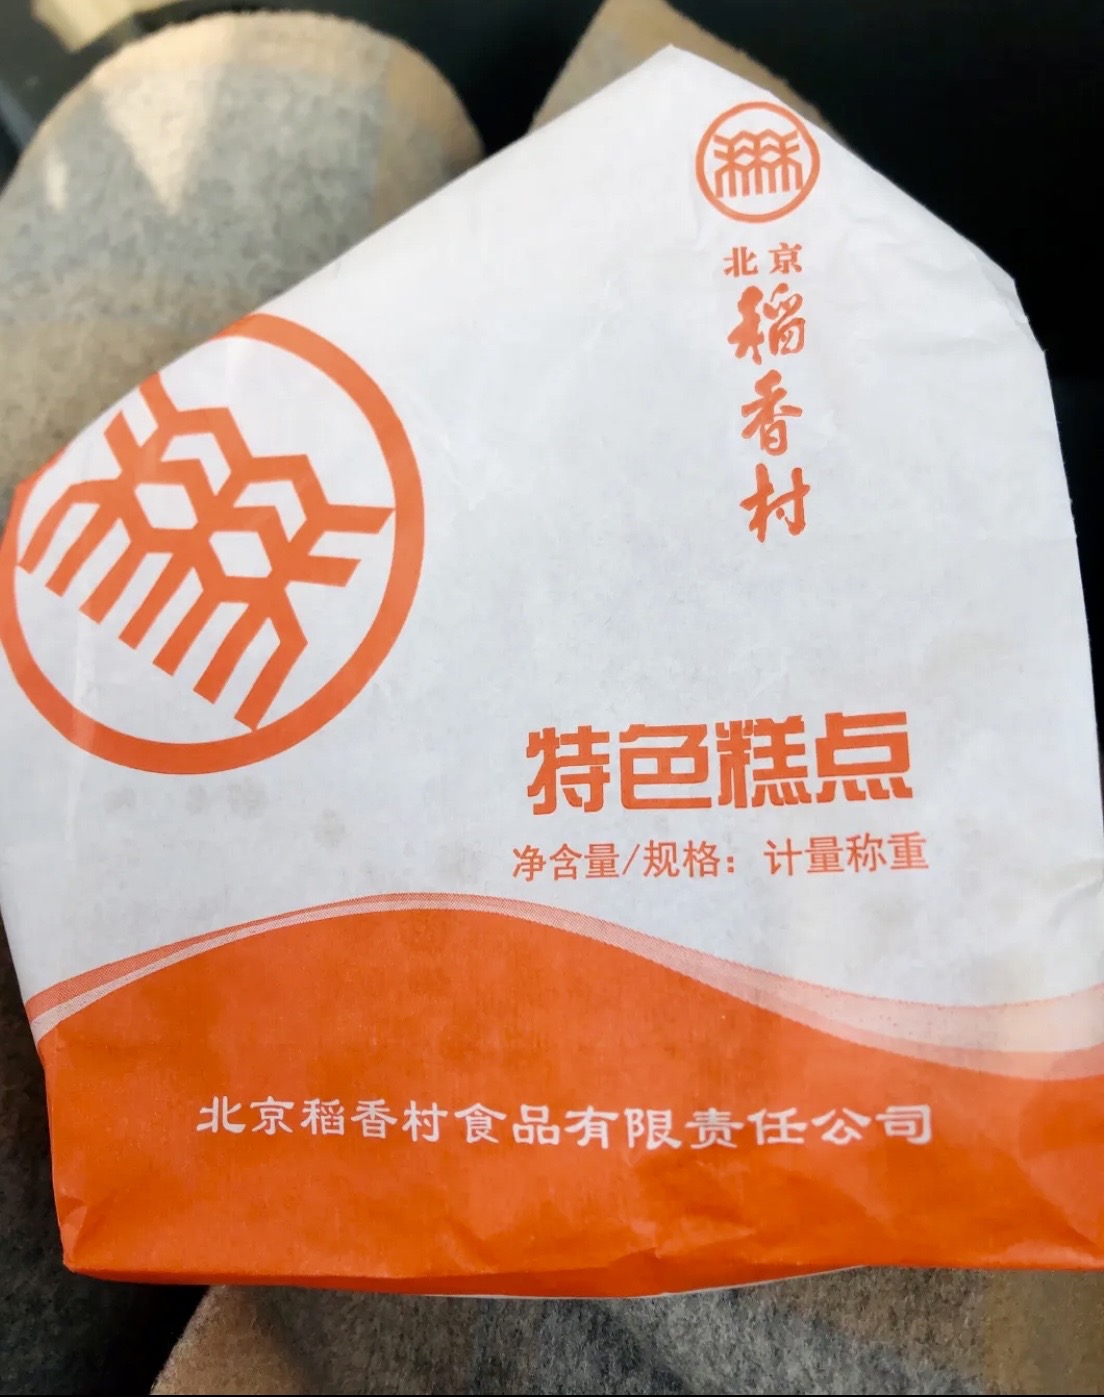 北京
稻香村
特色糕点
净含量/规格：计量称重
北京稻香村食品有限责任公司